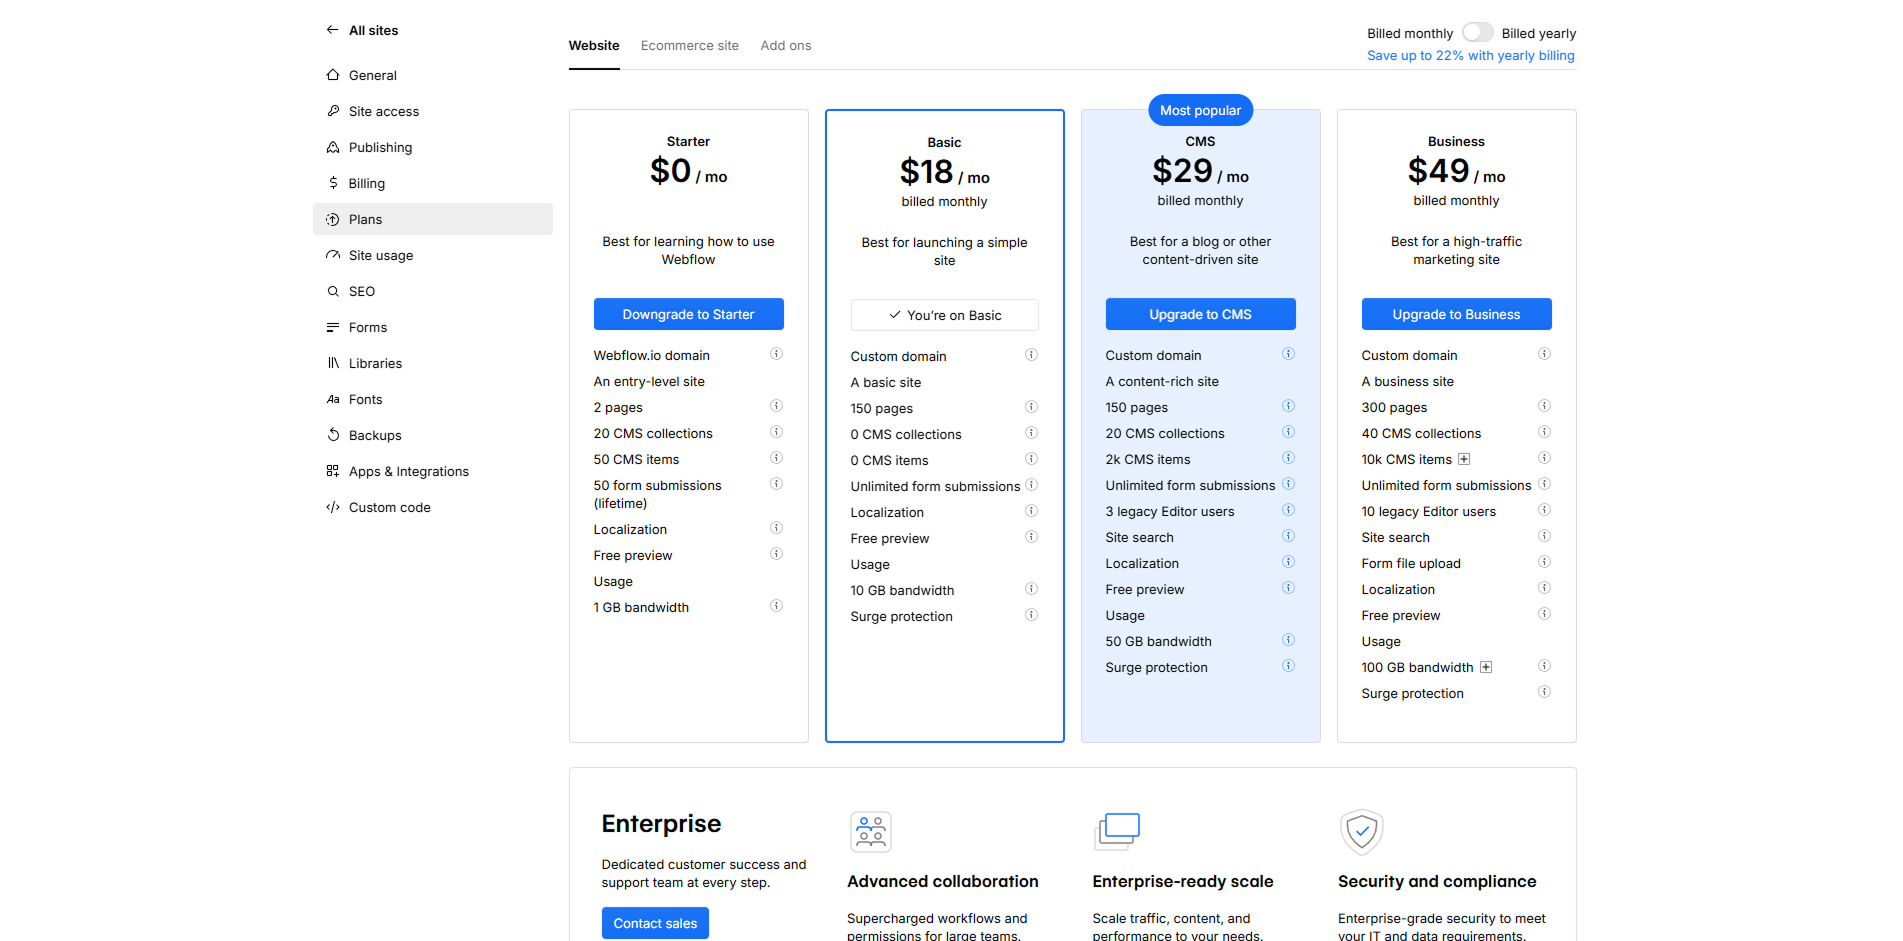 All sites
General
Site access
Publishing
Billing
Plans
Site usage
SEO
Forms
Libraries
Aa Fonts
Backups
Apps & Integrations
Custom code
Website
Ecommerce site
Add ons
Billed monthly
Billed yearly
Save up to 22% with yearly billing
Starter
$0 / mo
Best for learning how to use
Webflow
Downgrade to Starter
Webflow.io domain
An entry-level site
2 pages
20 CMS collections
50 CMS items
50 form submissions
(lifetime)
Localization
Free preview
Usage
1 GB bandwidth
Basic
$18 / mo
billed monthly
Best for launching a simple
site
You're on Basic
Custom domain
A basic site
150 pages
0 CMS collections
0 CMS items
Unlimited form submissions
Localization
Free preview
Usage
10 GB bandwidth
Surge protection
Most popular
CMS
$29 / mo
billed monthly
Best for a blog or other
content-driven site
Upgrade to CMS
Custom domain
A content-rich site
150 pages
20 CMS collections
2k CMS items
Unlimited form submissions
3 legacy Editor users
Site search
Localization
Free preview
Usage
50 GB bandwidth
Surge protection
Business
$49 / mo
billed monthly
Best for a high-traffic
marketing site
Upgrade to Business
Custom domain
A business site
300 pages
40 CMS collections
10k CMS items
Unlimited form submissions
10 legacy Editor users
Site search
Form file upload
Localization
Free preview
Usage
100 GB bandwidth
Surge protection
Enterprise
Dedicated customer success and
support team at every step.
Contact sales
Advanced collaboration
Supercharged workflows and
permissions for large teams.
Enterprise-ready scale
Scale traffic, content, and
performance to your needs.
Security and compliance
Enterprise-grade security to meet
your IT and data requirements.